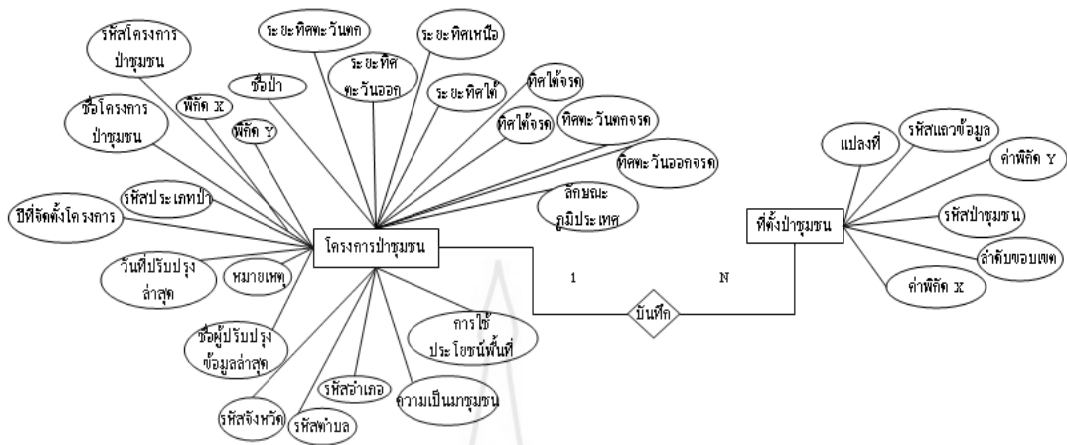 ระยะทิศตะวันตก
ระยะทิศเหนือ
รหัสโครงการ
ป่าชุมชน
ระยะทิศ
ตะวันออก
ชื่อป่า
ระยะทิศใต้
ทิศใต้จรด
พิกัด X
ชื่อโครงการ
ป่าชุมชน
พิกัด Y
ทิศใต้จรด
ทิศตะวันตกจรด
ทิศตะวันออกจรด
แปลงที่
รหัสแถวข้อมูล
ค่าพิกัด Y
รหัสประเภทป่า
ลักษณะ
ภูมิประเทศ
ปีที่จัดตั้งโครงการ
รหัสป่าชุมชน
โครงการป่าชุมชน
ที่ตั้งป่าชุมชน
วันที่ปรับปรุง
ล่าสุด
หมายเหตุ
ลำดับขอบเขต
1
N
ค่าพิกัด X
บันทึก
ชื่อผู้ปรับปรุง
ข้อมูลล่าสุด
การใช้
ประโยชน์พื้นที่
รหัสอำเภอ
ความเป็นมาชุมชน
รหัสจังหวัด
รหัสตำบล